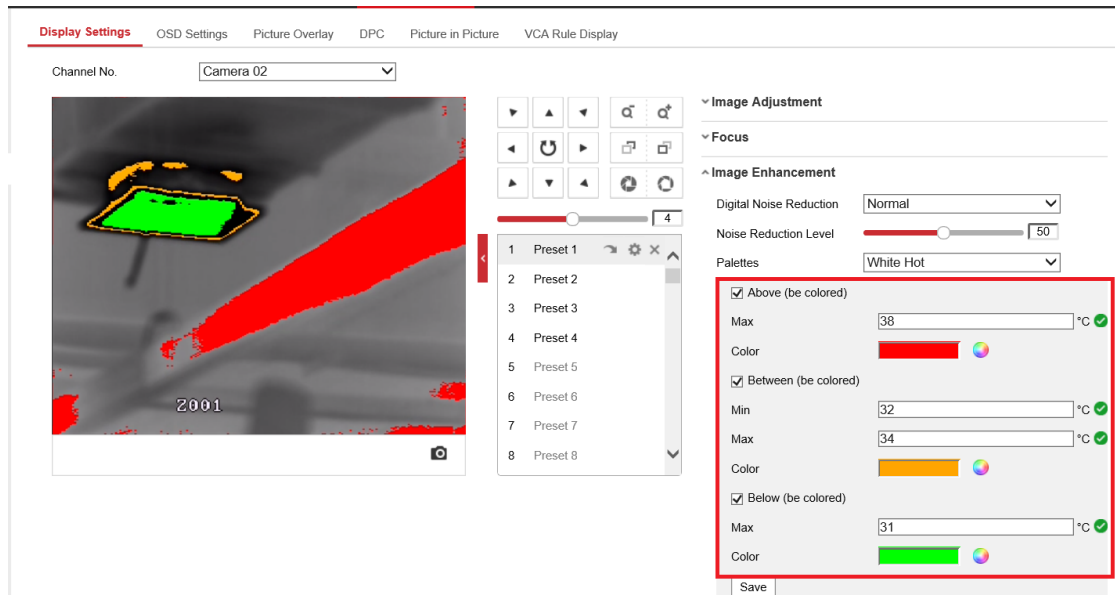 Display Settings OSD Settings Picture Overlay DPC Picture in Picture VCA Rule Display
Channel No. Camera 02
Z001
4
1 Preset 1
2 Preset 2
3 Preset 3
4 Preset 4
5 Preset 5
6 Preset 6
7 Preset 7
8 Preset 8
Image Adjustment
Focus
Image Enhancement
Digital Noise Reduction Normal
Noise Reduction Level 50
Palettes White Hot
Above (be colored)
Max 38 °C
Color
Between (be colored)
Min 32 °C
Max 34 °C
Color
Below (be colored)
Max 31 °C
Color
Save